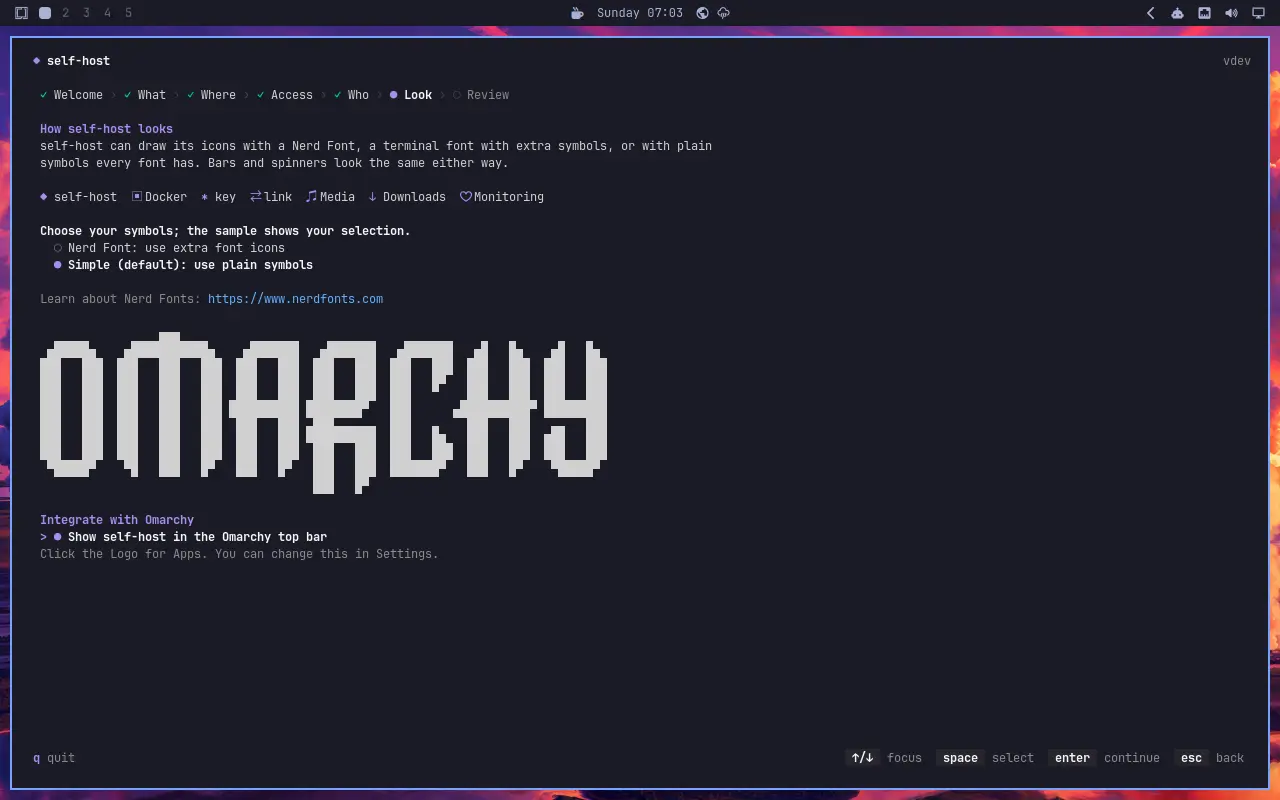 2 3 4 5 Sunday 07:03
◆ self-host vdev
✓ Welcome › ✓ What › ✓ Where › ✓ Access › ✓ Who › ● Look › ○ Review
How self-host looks
self-host can draw its icons with a Nerd Font, a terminal font with extra symbols, or with plain
symbols every font has. Bars and spinners look the same either way.
◆ self-host ▣ Docker * key ⇄ link ♫ Media ↓ Downloads ♡ Monitoring
Choose your symbols; the sample shows your selection.
○ Nerd Font: use extra font icons
● Simple (default): use plain symbols
Learn about Nerd Fonts: https://www.nerdfonts.com
OMARCHY
Integrate with Omarchy
> ● Show self-host in the Omarchy top bar
Click the Logo for Apps. You can change this in Settings.
q quit ↑/↓ focus space select enter continue esc back